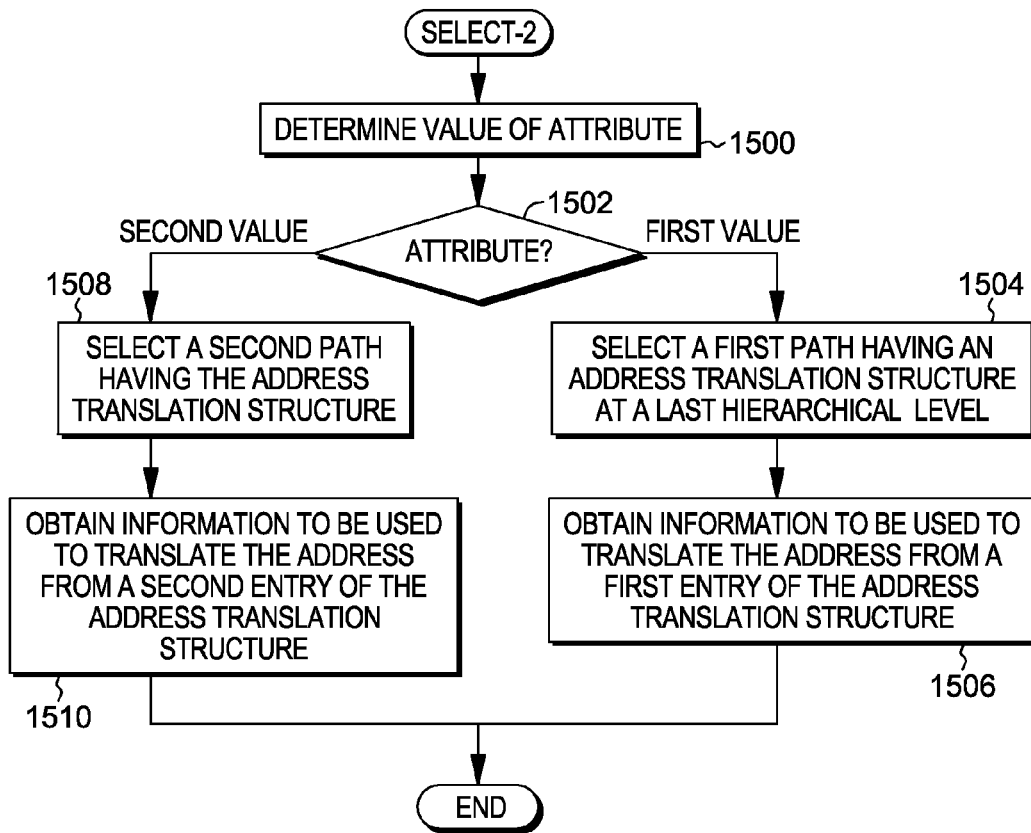 SELECT-2
DETERMINE VALUE OF ATTRIBUTE
1500
1502
SECOND VALUE
ATTRIBUTE?
FIRST VALUE
1508
SELECT A SECOND PATH
HAVING THE ADDRESS
TRANSLATION STRUCTURE
1504
SELECT A FIRST PATH HAVING AN
ADDRESS TRANSLATION STRUCTURE
AT A LAST HIERARCHICAL LEVEL
OBTAIN INFORMATION TO BE USED
TO TRANSLATE THE ADDRESS
FROM A SECOND ENTRY OF THE
ADDRESS TRANSLATION
STRUCTURE
1510
OBTAIN INFORMATION TO BE USED TO
TRANSLATE THE ADDRESS FROM A
FIRST ENTRY OF THE ADDRESS
TRANSLATION STRUCTURE
1506
END